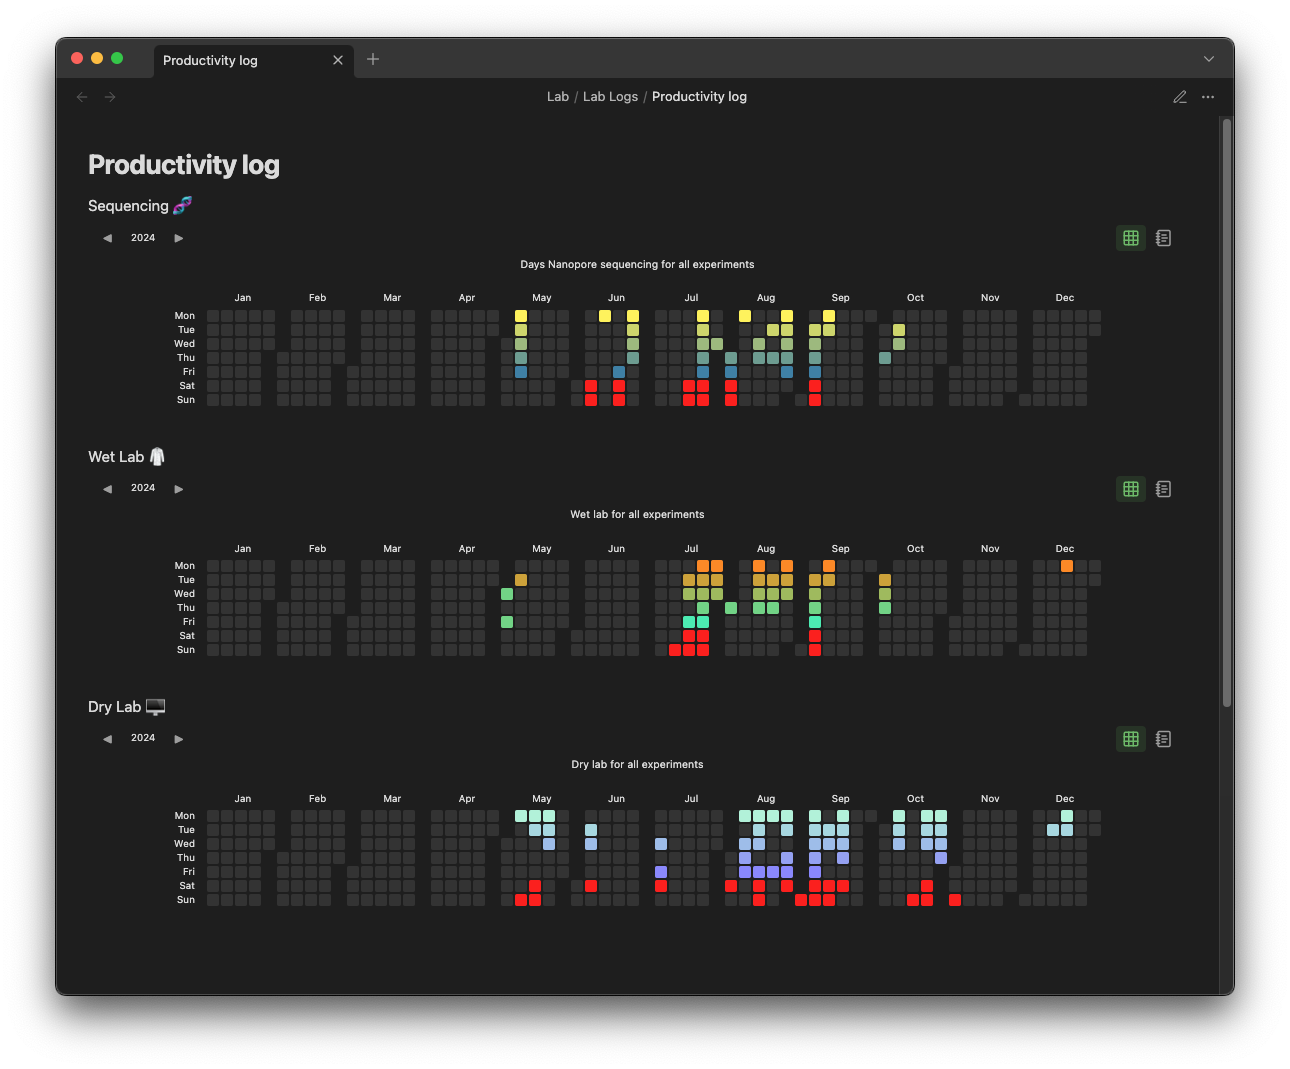 Productivity log
Lab / Lab Logs / Productivity log
Productivity log
Sequencing 🧬
2024
Days Nanopore sequencing for all experiments
Jan Feb Mar Apr May Jun Jul Aug Sep Oct Nov Dec
Mon
Tue
Wed
Thu
Fri
Sat
Sun
Wet Lab 🥼
2024
Wet lab for all experiments
Jan Feb Mar Apr May Jun Jul Aug Sep Oct Nov Dec
Mon
Tue
Wed
Thu
Fri
Sat
Sun
Dry Lab 🖥️
2024
Dry lab for all experiments
Jan Feb Mar Apr May Jun Jul Aug Sep Oct Nov Dec
Mon
Tue
Wed
Thu
Fri
Sat
Sun